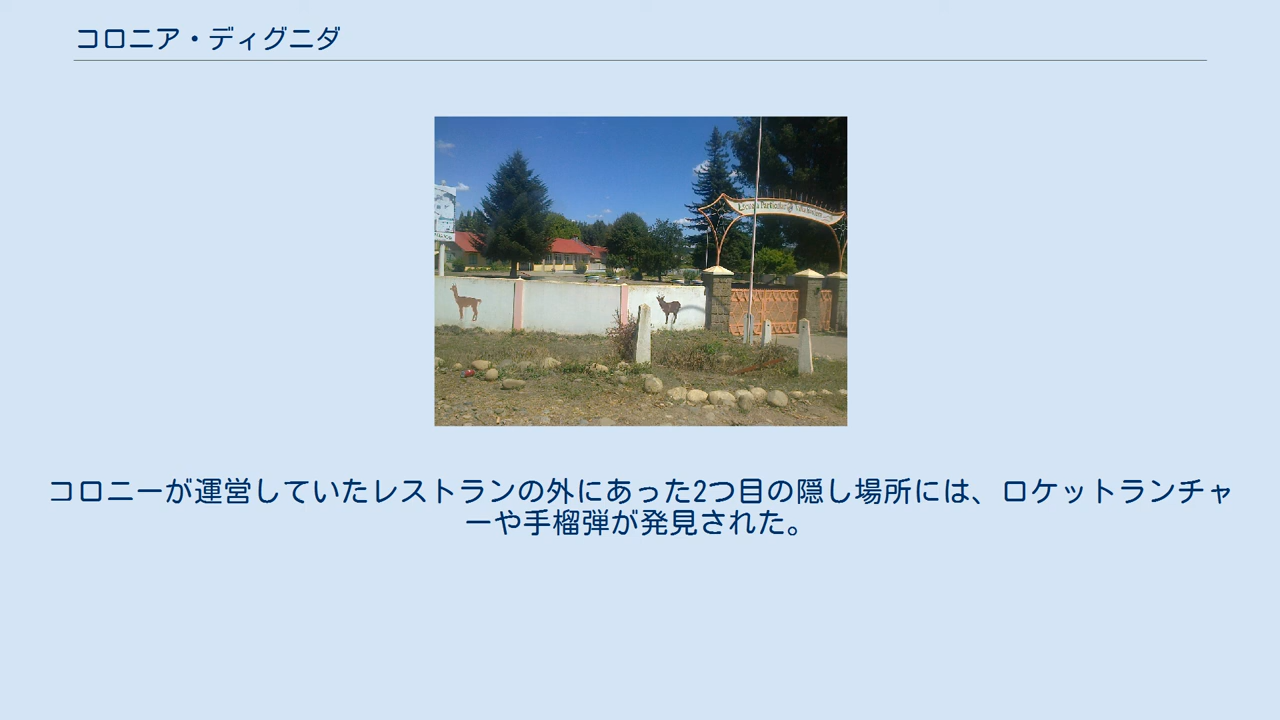 コロニア・ディグニダ
コロニーが運営していたレストランの外にあった2つ目の隠し場所には、ロケットランチャ
ーや手榴弾が発見された。